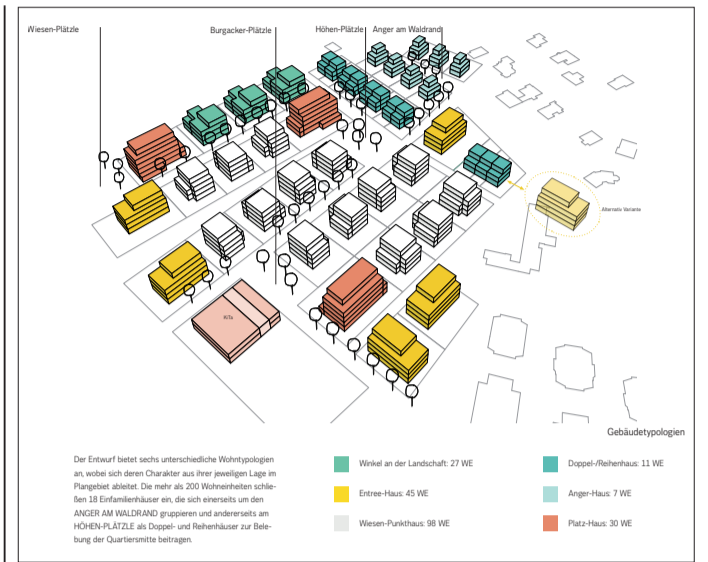 Wiesen-Plätzle
Burgacker-Plätzle
Höhen-Plätzle
Anger am Waldrand
Alternativ Variante
KiTa
Gebäudetypologien
Der Entwurf bietet sechs unterschiedliche Wohntypologien
an, wobei sich deren Charakter aus ihrer jeweiligen Lage im
Plangebiet ableitet. Die mehr als 200 Wohneinheiten schlie-
ßen 18 Einfamilienhäuser ein, die sich einerseits um den
ANGER AM WALDRAND gruppieren und andererseits am
HÖHEN-PLÄTZLE als Doppel- und Reihenhäuser zur Bele-
bung der Quartiersmitte beitragen.
Winkel an der Landschaft: 27 WE
Entree-Haus: 45 WE
Wiesen-Punkthaus: 98 WE
Doppel-/Reihenhaus: 11 WE
Anger-Haus: 7 WE
Platz-Haus: 30 WE